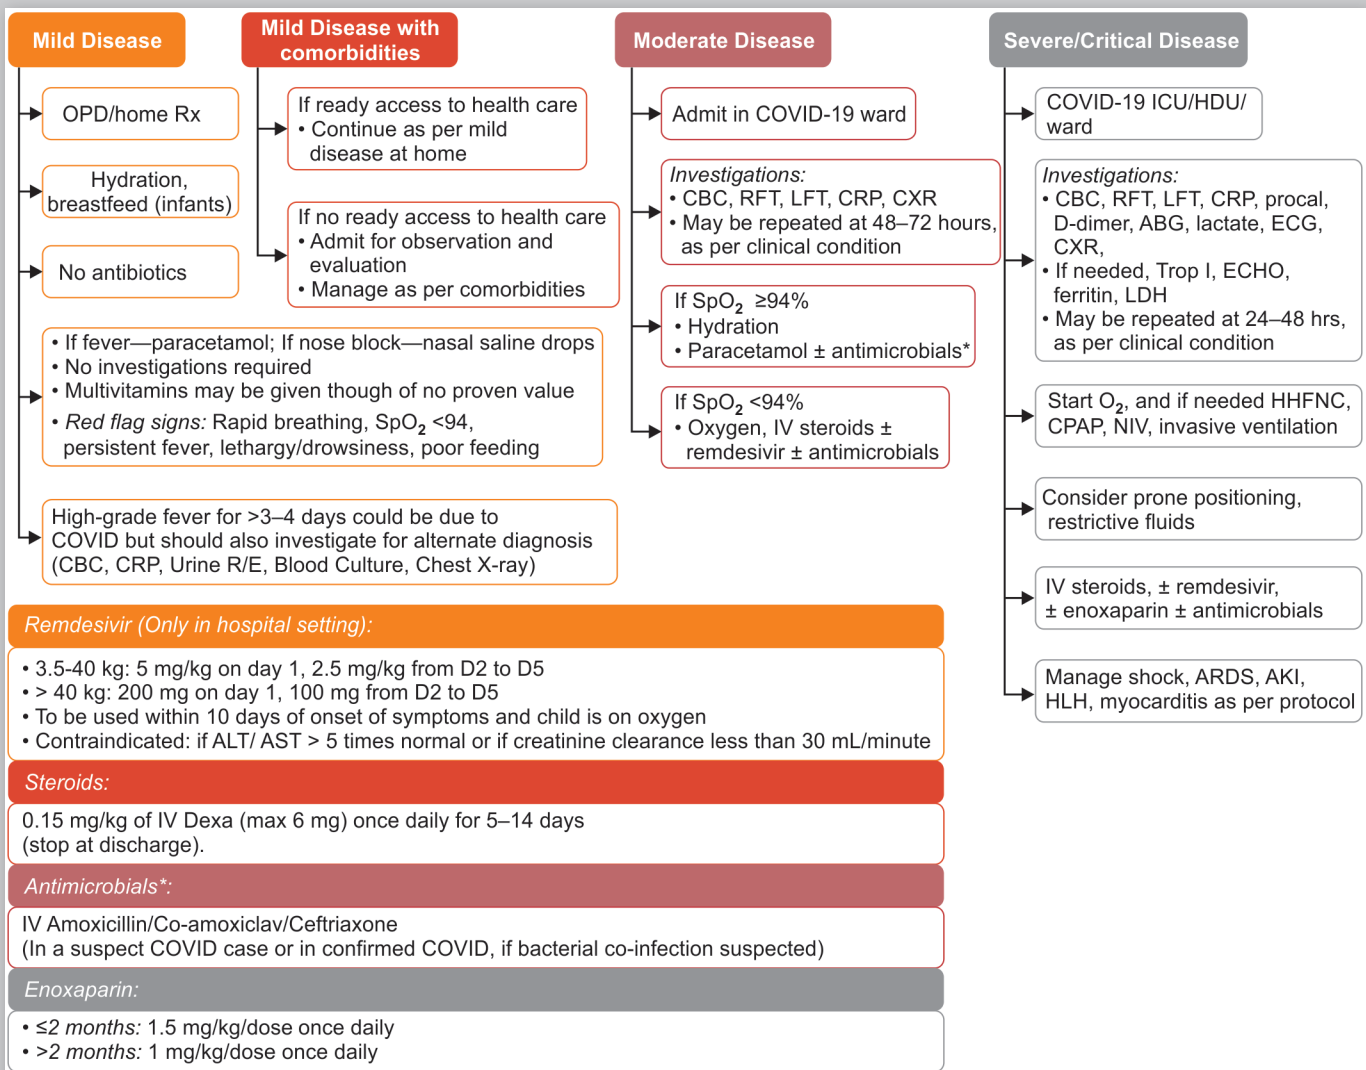 Mild Disease
OPD/home Rx
Hydration,
breastfeed (infants)
No antibiotics
• If fever—paracetamol; If nose block—nasal saline drops
• No investigations required
• Multivitamins may be given though of no proven value
• Red flag signs: Rapid breathing, SpO₂ <94,
persistent fever, lethargy/drowsiness, poor feeding
High-grade fever for >3–4 days could be due to
COVID but should also investigate for alternate diagnosis
(CBC, CRP, Urine R/E, Blood Culture, Chest X-ray)
Mild Disease with
comorbidities
If ready access to health care
• Continue as per mild
disease at home
If no ready access to health care
• Admit for observation and
evaluation
• Manage as per comorbidities
Moderate Disease
Admit in COVID-19 ward
Investigations:
• CBC, RFT, LFT, CRP, CXR
• May be repeated at 48–72 hours,
as per clinical condition
If SpO₂ ≥94%
• Hydration
• Paracetamol ± antimicrobials*
If SpO₂ <94%
• Oxygen, IV steroids ±
remdesivir ± antimicrobials
Severe/Critical Disease
COVID-19 ICU/HDU/
ward
Investigations:
• CBC, RFT, LFT, CRP, procal,
D-dimer, ABG, lactate, ECG,
CXR,
• If needed, Trop I, ECHO,
ferritin, LDH
• May be repeated at 24–48 hrs,
as per clinical condition
Start O₂, and if needed HHFNC,
CPAP, NIV, invasive ventilation
Consider prone positioning,
restrictive fluids
IV steroids, ± remdesivir,
± enoxaparin ± antimicrobials
Manage shock, ARDS, AKI,
HLH, myocarditis as per protocol
Remdesivir (Only in hospital setting):
• 3.5-40 kg: 5 mg/kg on day 1, 2.5 mg/kg from D2 to D5
• > 40 kg: 200 mg on day 1, 100 mg from D2 to D5
• To be used within 10 days of onset of symptoms and child is on oxygen
• Contraindicated: if ALT/ AST > 5 times normal or if creatinine clearance less than 30 mL/minute
Steroids:
0.15 mg/kg of IV Dexa (max 6 mg) once daily for 5–14 days
(stop at discharge).
Antimicrobials*:
IV Amoxicillin/Co-amoxiclav/Ceftriaxone
(In a suspect COVID case or in confirmed COVID, if bacterial co-infection suspected)
Enoxaparin:
• ≤2 months: 1.5 mg/kg/dose once daily
• >2 months: 1 mg/kg/dose once daily